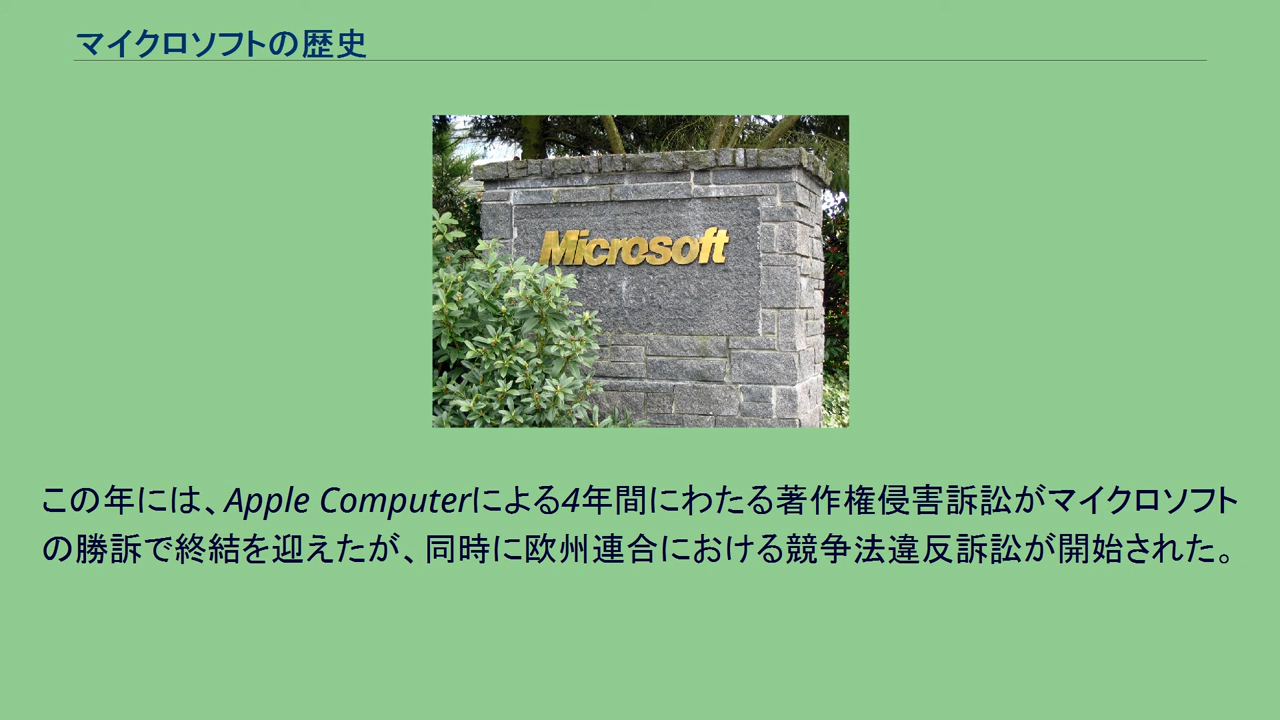 マイクロソフトの歴史
Microsoft
この年には、Apple Computerによる4年間にわたる著作権侵害訴訟がマイクロソフト
の勝訴で終結を迎えたが、同時に欧州連合における競争法違反訴訟が開始された。